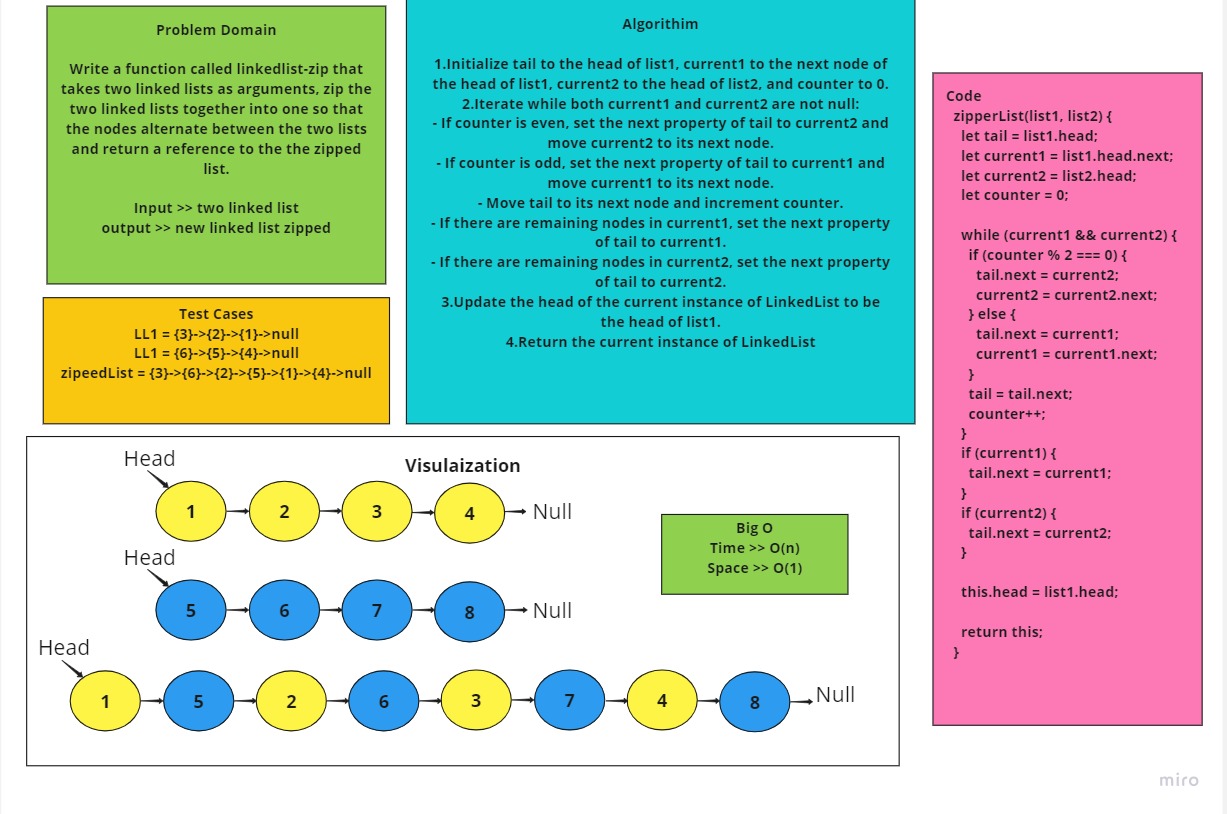 Problem Domain
Write a function called linkedlist-zip that
takes two linked lists as arguments, zip the
two linked lists together into one so that
the nodes alternate between the two lists
and return a reference to the the zipped
list.
Input >> two linked list
output >> new linked list zipped
Test Cases
LL1 = {3}->{2}->{1}->null
LL1 = {6}->{5}->{4}->null
zipeedList = {3}->{6}->{2}->{5}->{1}->{4}->null
Algorithim
1.Initialize tail to the head of list1, current1 to the next node of
the head of list1, current2 to the head of list2, and counter to 0.
2.Iterate while both current1 and current2 are not null:
- If counter is even, set the next property of tail to current2 and
move current2 to its next node.
- If counter is odd, set the next property of tail to current1 and
move current1 to its next node.
- Move tail to its next node and increment counter.
- If there are remaining nodes in current1, set the next property
of tail to current1.
- If there are remaining nodes in current2, set the next property
of tail to current2.
3.Update the head of the current instance of LinkedList to be
the head of list1.
4.Return the current instance of LinkedList
Code
zipperList(list1, list2) {
let tail = list1.head;
let current1 = list1.head.next;
let current2 = list2.head;
let counter = 0;
while (current1 && current2) {
if (counter % 2 === 0) {
tail.next = current2;
current2 = current2.next;
} else {
tail.next = current1;
current1 = current1.next;
}
tail = tail.next;
counter++;
}
if (current1) {
tail.next = current1;
}
if (current2) {
tail.next = current2;
}
this.head = list1.head;
return this;
}
Visulaization
Head
1 2 3 4 Null
Head
5 6 7 8 Null
Head
1 5 2 6 3 7 4 8 Null
Big O
Time >> O(n)
Space >> O(1)
miro